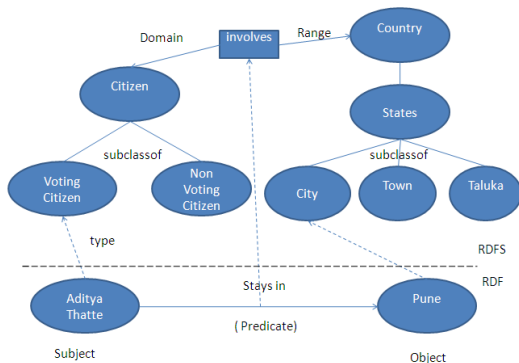 Domain
involves
Range
Country
Citizen
States
subclassof
subclassof
Voting
Citizen
Non
Voting
Citizen
City
Town
Taluka
type
RDFS
RDF
Aditya
Thatte
Stays in
Pune
( Predicate)
Subject
Object